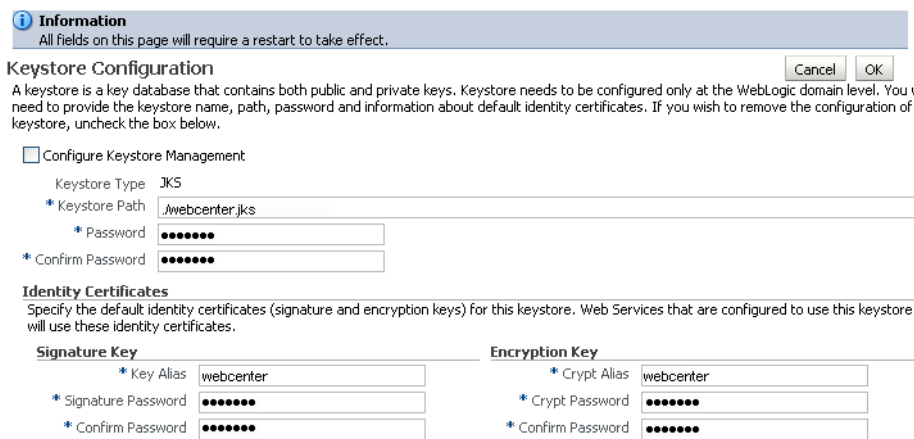 Information
All fields on this page will require a restart to take effect.
Keystore Configuration
Cancel OK
A keystore is a key database that contains both public and private keys. Keystore needs to be configured only at the WebLogic domain level. You
need to provide the keystore name, path, password and information about default identity certificates. If you wish to remove the configuration of
keystore, uncheck the box below.
Configure Keystore Management
Keystore Type JKS
* Keystore Path ./webcenter.jks
* Password •••••••
* Confirm Password •••••••
Identity Certificates
Specify the default identity certificates (signature and encryption keys) for this keystore. Web Services that are configured to use this keystore
will use these identity certificates.
Signature Key Encryption Key
* Key Alias webcenter * Crypt Alias webcenter
* Signature Password ••••••• * Crypt Password •••••••
* Confirm Password ••••••• * Confirm Password •••••••